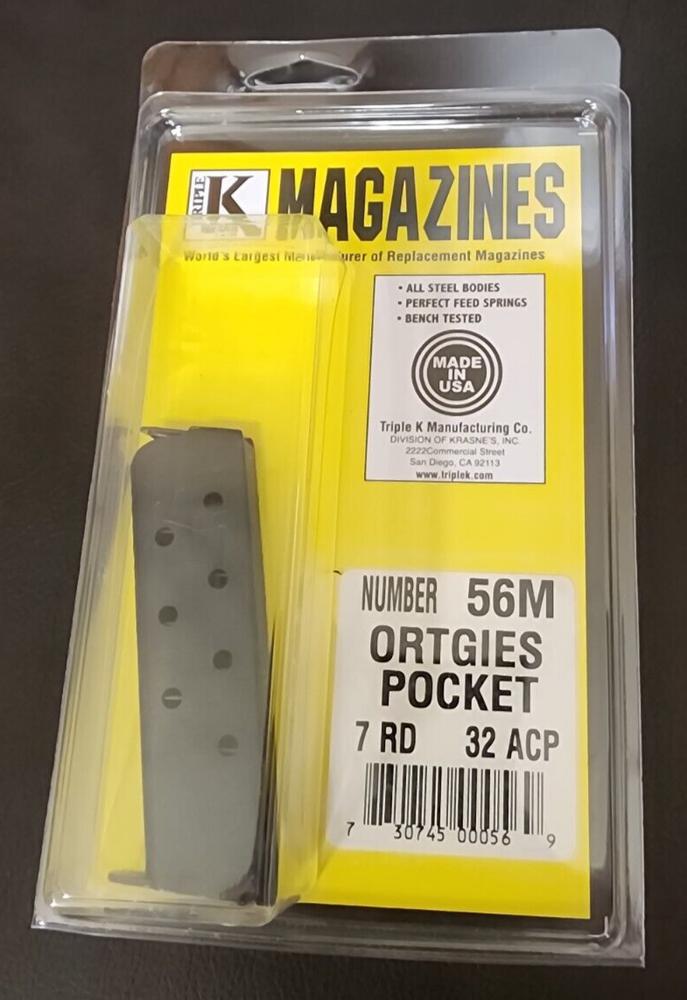 TRIPLE K MAGAZINES
World's Largest Manufacturer of Replacement Magazines
• ALL STEEL BODIES
• PERFECT FEED SPRINGS
• BENCH TESTED
MADE
IN
USA
Triple K Manufacturing Co.
DIVISION OF KRASNE'S, INC.
2222Commercial Street
San Diego, CA 92113
www.triplek.com
NUMBER 56M
ORTGIES
POCKET
7 RD 32 ACP
7 30745 00056 9